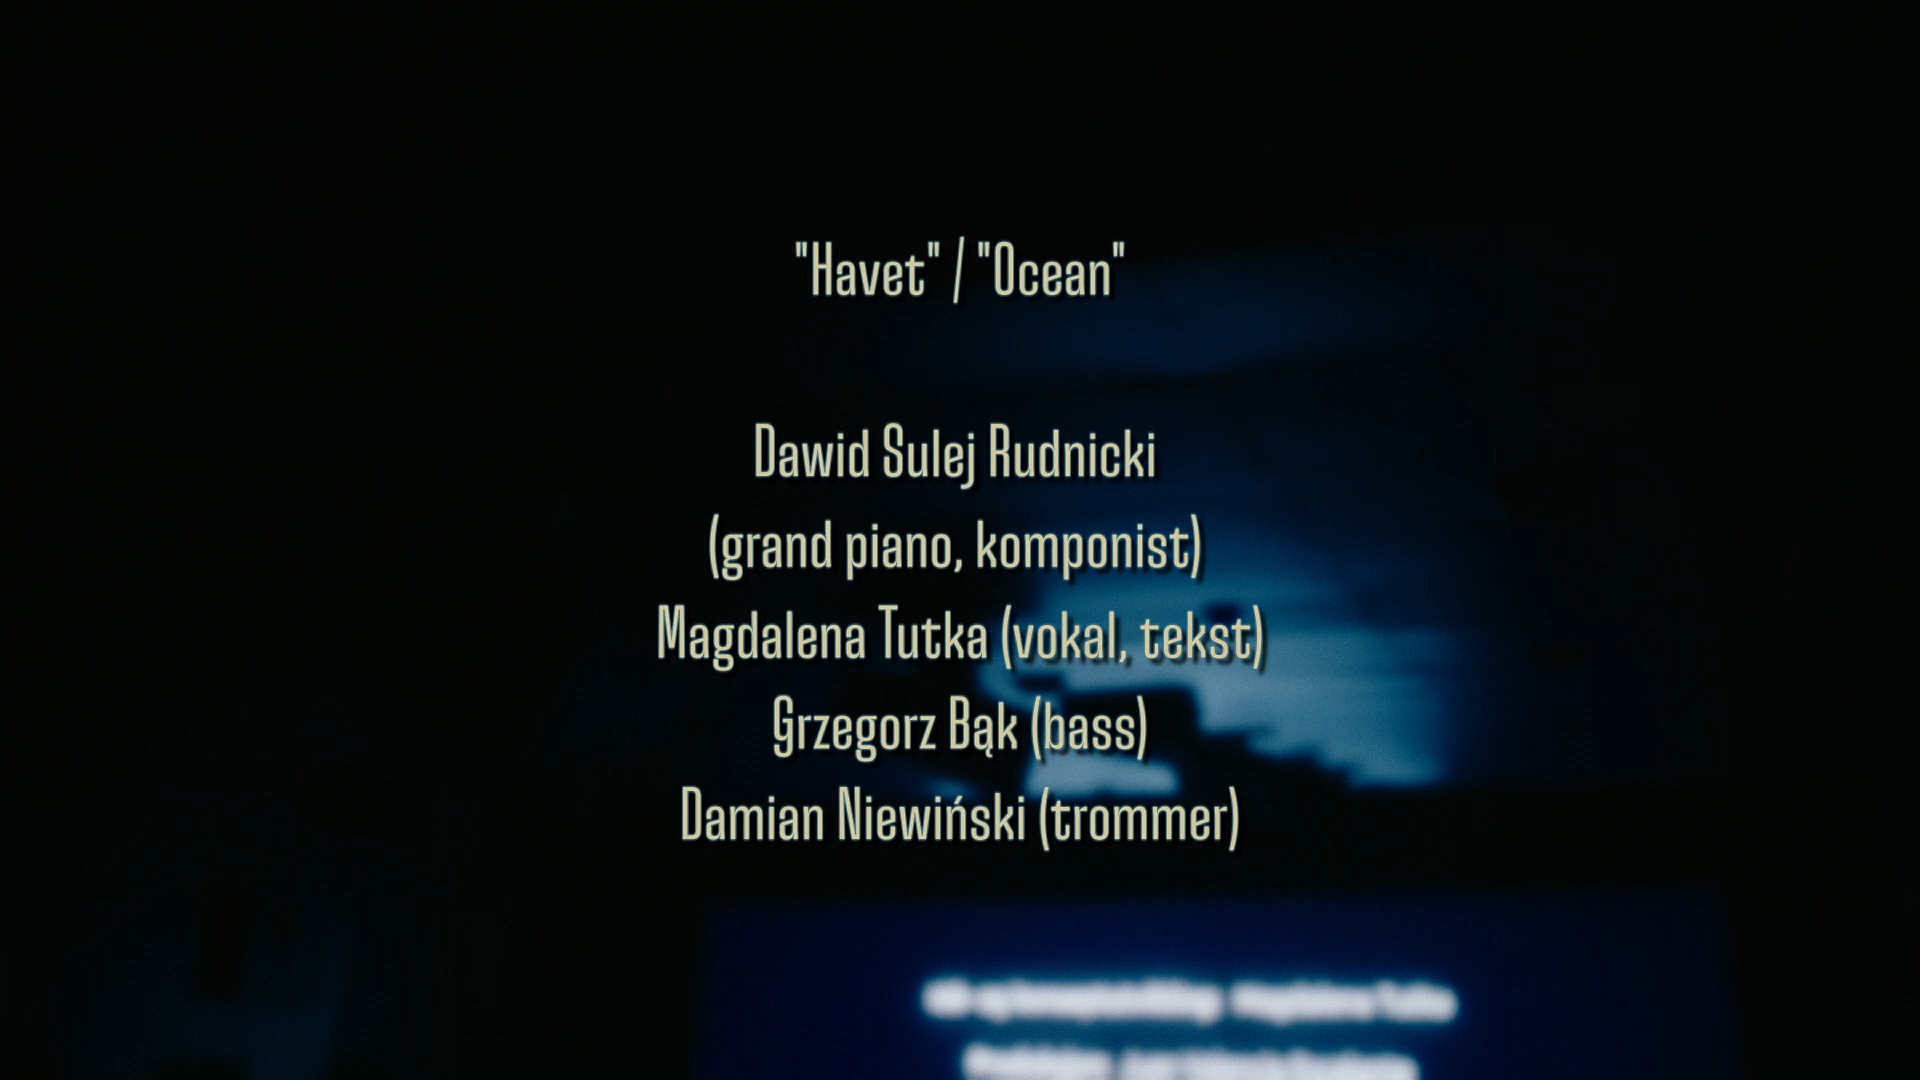 "Havet" / "Ocean"
Dawid Sulej Rudnicki
(grand piano, komponist)
Magdalena Tutka (vokal, tekst)
Grzegorz Bąk (bass)
Damian Niewiński (trommer)